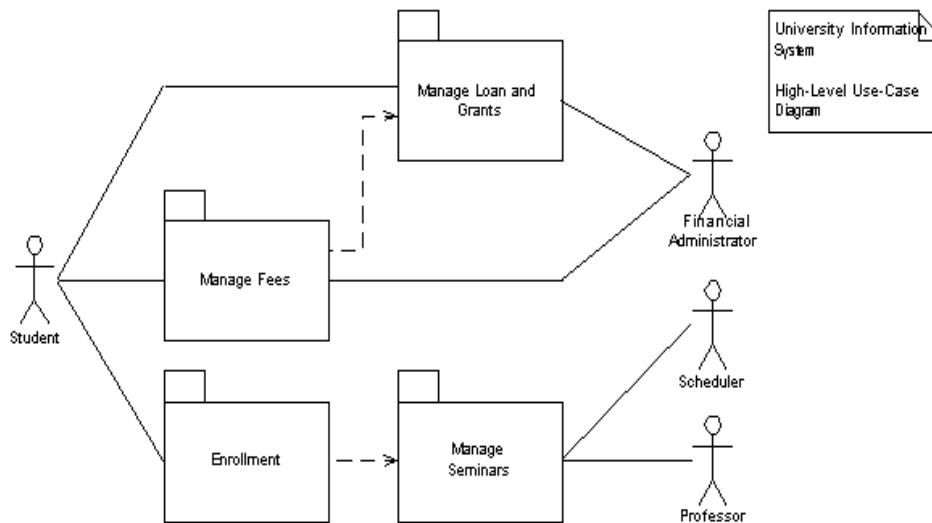 University Information
System
High-Level Use-Case
Diagram
Manage Loan and
Grants
Financial
Administrator
Manage Fees
Student
Scheduler
Enrollment
Manage
Seminars
Professor